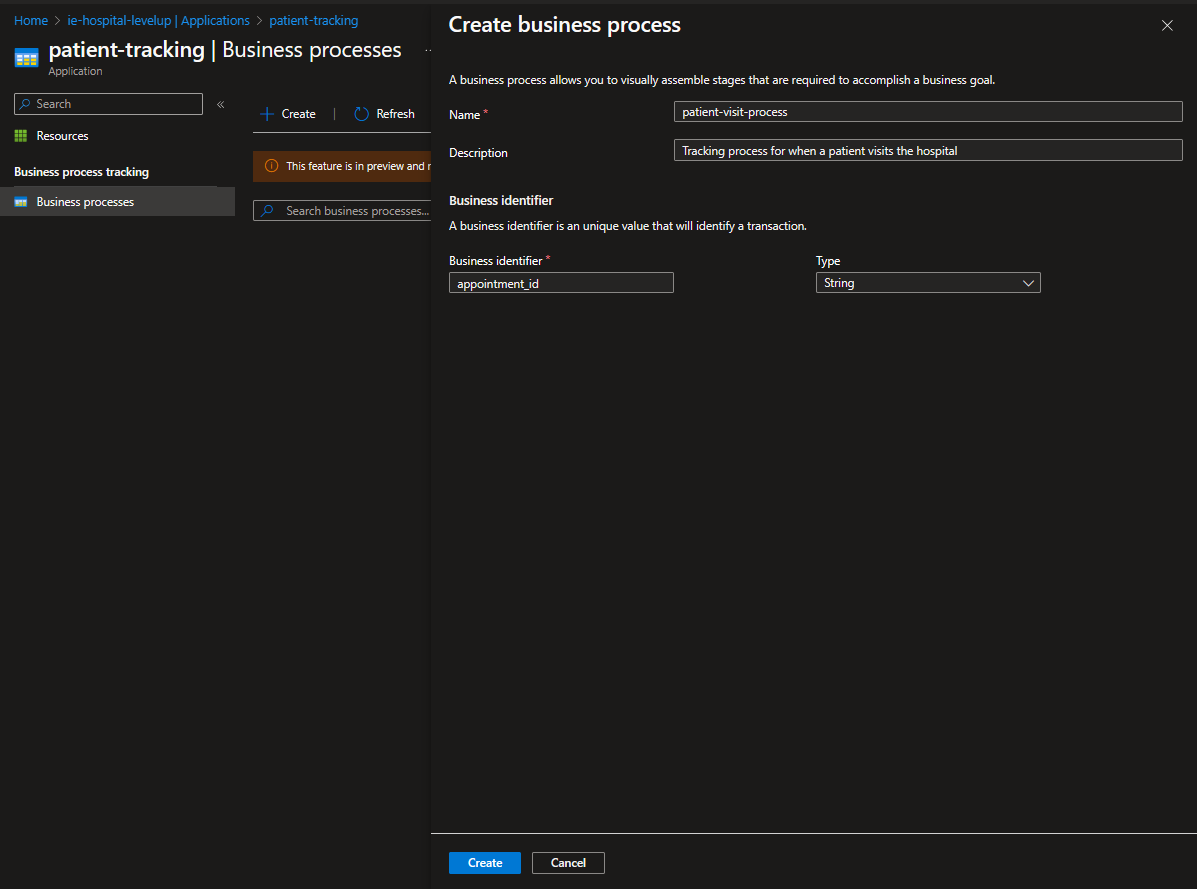 Home > ie-hospital-levelup | Applications > patient-tracking
patient-tracking | Business processes ...
Application
Search
«
Resources
Business process tracking
Business processes
Create | Refresh
This feature is in preview and
Search business processes...
Create business process
A business process allows you to visually assemble stages that are required to accomplish a business goal.
Name *
patient-visit-process
Description
Tracking process for when a patient visits the hospital
Business identifier
A business identifier is an unique value that will identify a transaction.
Business identifier *
appointment_id
Type
String
Create
Cancel